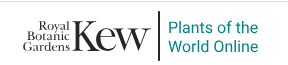 Royal
Botanic
Gardens
Kew
Plants of the
World Online